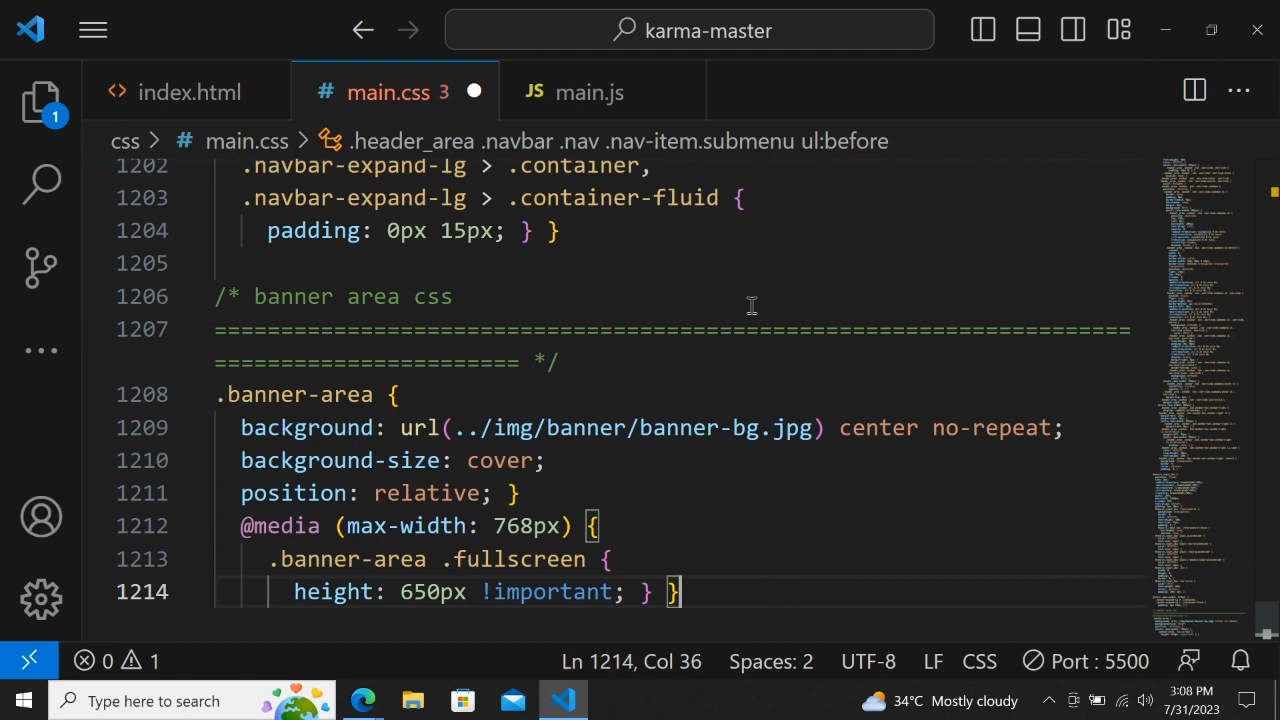 karma-master
index.html
# main.css 3
JS main.js
1
css > # main.css > .header_area .navbar .nav .nav-item.submenu ul:before
1202 .navbar-expand-lg > .container,
1203 .navbar-expand-lg > .container-fluid {
1204 padding: 0px 15px; } }
1205
1206 /* banner area css
1207 =====================================================================
======================= */
1208 .banner-area {
1209 background: url(../img/banner/banner-bg.jpg) center no-repeat;
1210 background-size: cover;
1211 position: relative; }
1212 @media (max-width: 768px) {
1213 .banner-area .fullscreen {
1214 height: 650px !important; } }
0 1
Ln 1214, Col 36
Spaces: 2
UTF-8
LF
CSS
Port : 5500
Type here to search
34°C Mostly cloudy
3:08 PM
7/31/2023